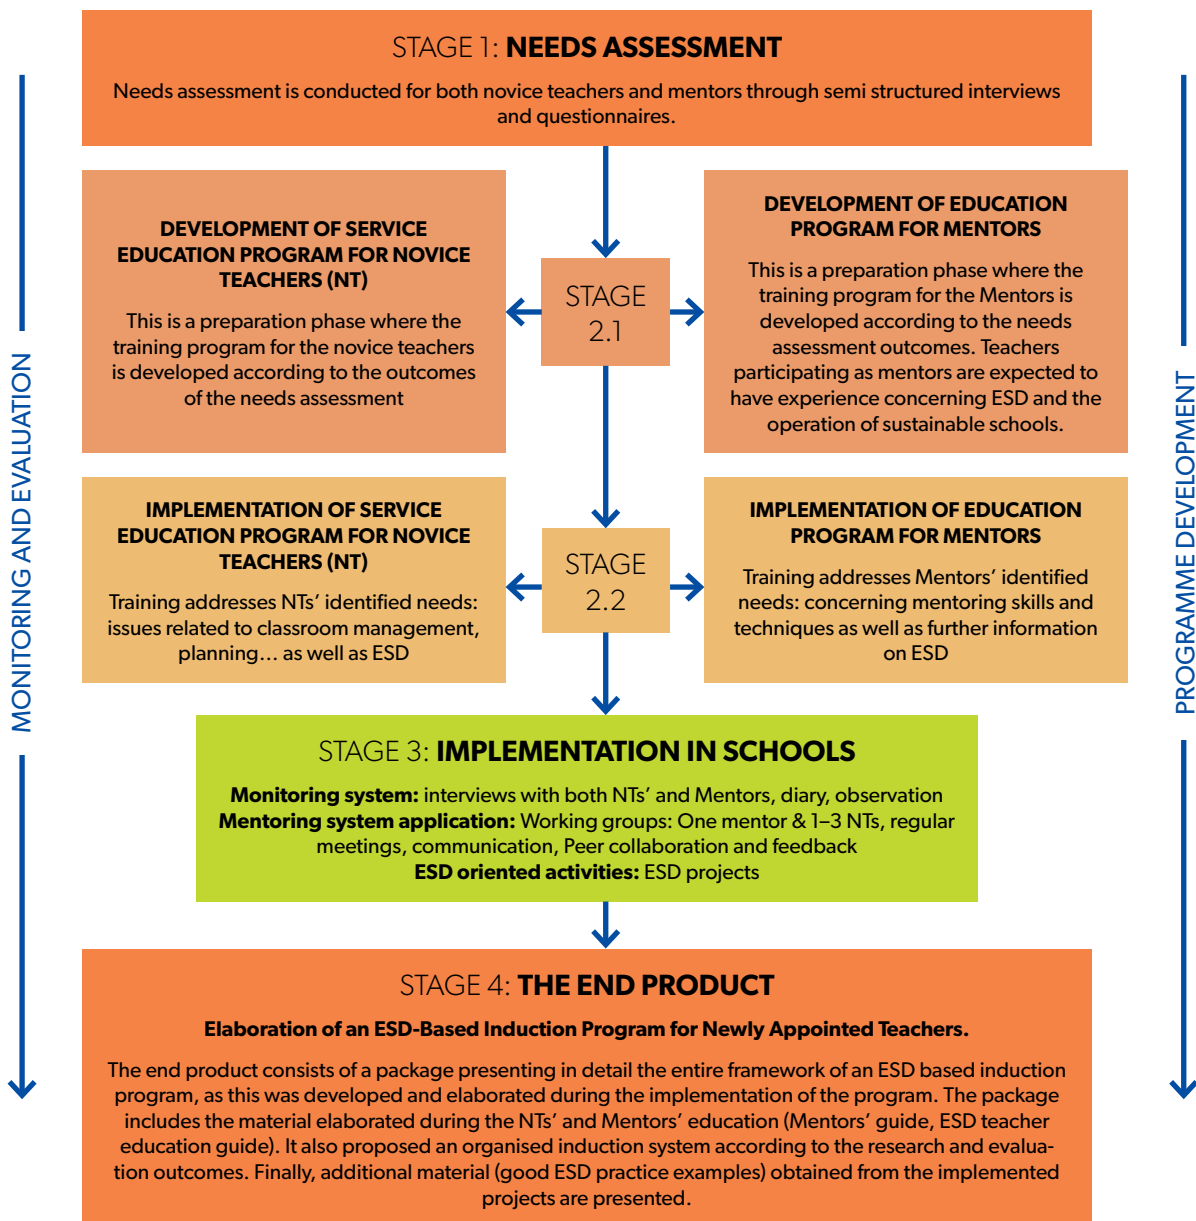 STAGE 1: NEEDS ASSESSMENT
Needs assessment is conducted for both novice teachers and mentors through semi structured interviews
and questionnaires.
DEVELOPMENT OF SERVICE
EDUCATION PROGRAM FOR NOVICE
TEACHERS (NT)
This is a preparation phase where the
training program for the novice teachers
is developed according to the outcomes
of the needs assessment
STAGE
2.1
DEVELOPMENT OF EDUCATION
PROGRAM FOR MENTORS
This is a preparation phase where the
training program for the Mentors is
developed according to the needs
assessment outcomes. Teachers
participating as mentors are expected to
have experience concerning ESD and the
operation of sustainable schools.
IMPLEMENTATION OF SERVICE
EDUCATION PROGRAM FOR NOVICE
TEACHERS (NT)
Training addresses NTs’ identified needs:
issues related to classroom management,
planning... as well as ESD
STAGE
2.2
IMPLEMENTATION OF EDUCATION
PROGRAM FOR MENTORS
Training addresses Mentors’ identified
needs: concerning mentoring skills and
techniques as well as further information
on ESD
STAGE 3: IMPLEMENTATION IN SCHOOLS
Monitoring system: interviews with both NTs’ and Mentors, diary, observation
Mentoring system application: Working groups: One mentor & 1–3 NTs, regular
meetings, communication, Peer collaboration and feedback
ESD oriented activities: ESD projects
STAGE 4: THE END PRODUCT
Elaboration of an ESD-Based Induction Program for Newly Appointed Teachers.
The end product consists of a package presenting in detail the entire framework of an ESD based induction
program, as this was developed and elaborated during the implementation of the program. The package
includes the material elaborated during the NTs’ and Mentors’ education (Mentors’ guide, ESD teacher
education guide). It also proposed an organised induction system according to the research and evalua-
tion outcomes. Finally, additional material (good ESD practice examples) obtained from the implemented
projects are presented.
MONITORING AND EVALUATION
PROGRAMME DEVELOPMENT